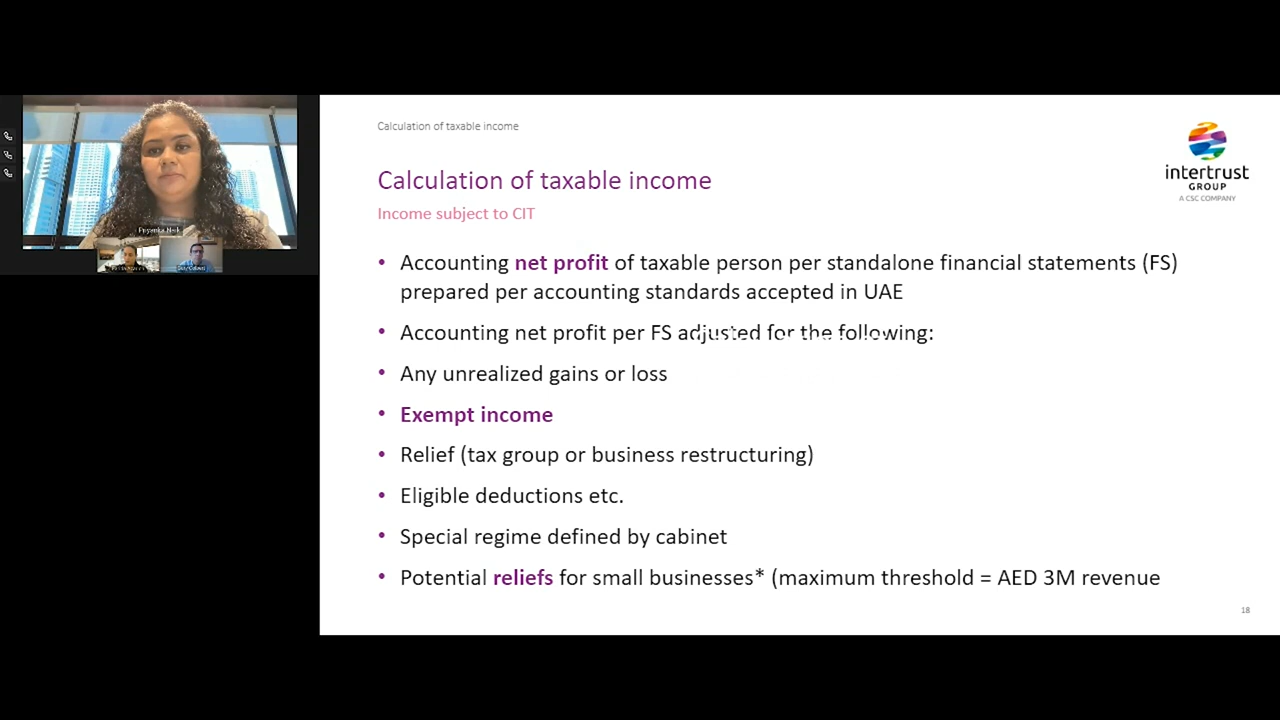 Priyanka Naik
Calculation of taxable income
intertrust
GROUP
A CSC COMPANY
Calculation of taxable income
Income subject to CIT
• Accounting net profit of taxable person per standalone financial statements (FS)
prepared per accounting standards accepted in UAE
• Accounting net profit per FS adjusted for the following:
• Any unrealized gains or loss
• Exempt income
• Relief (tax group or business restructuring)
• Eligible deductions etc.
• Special regime defined by cabinet
• Potential reliefs for small businesses* (maximum threshold = AED 3M revenue
18